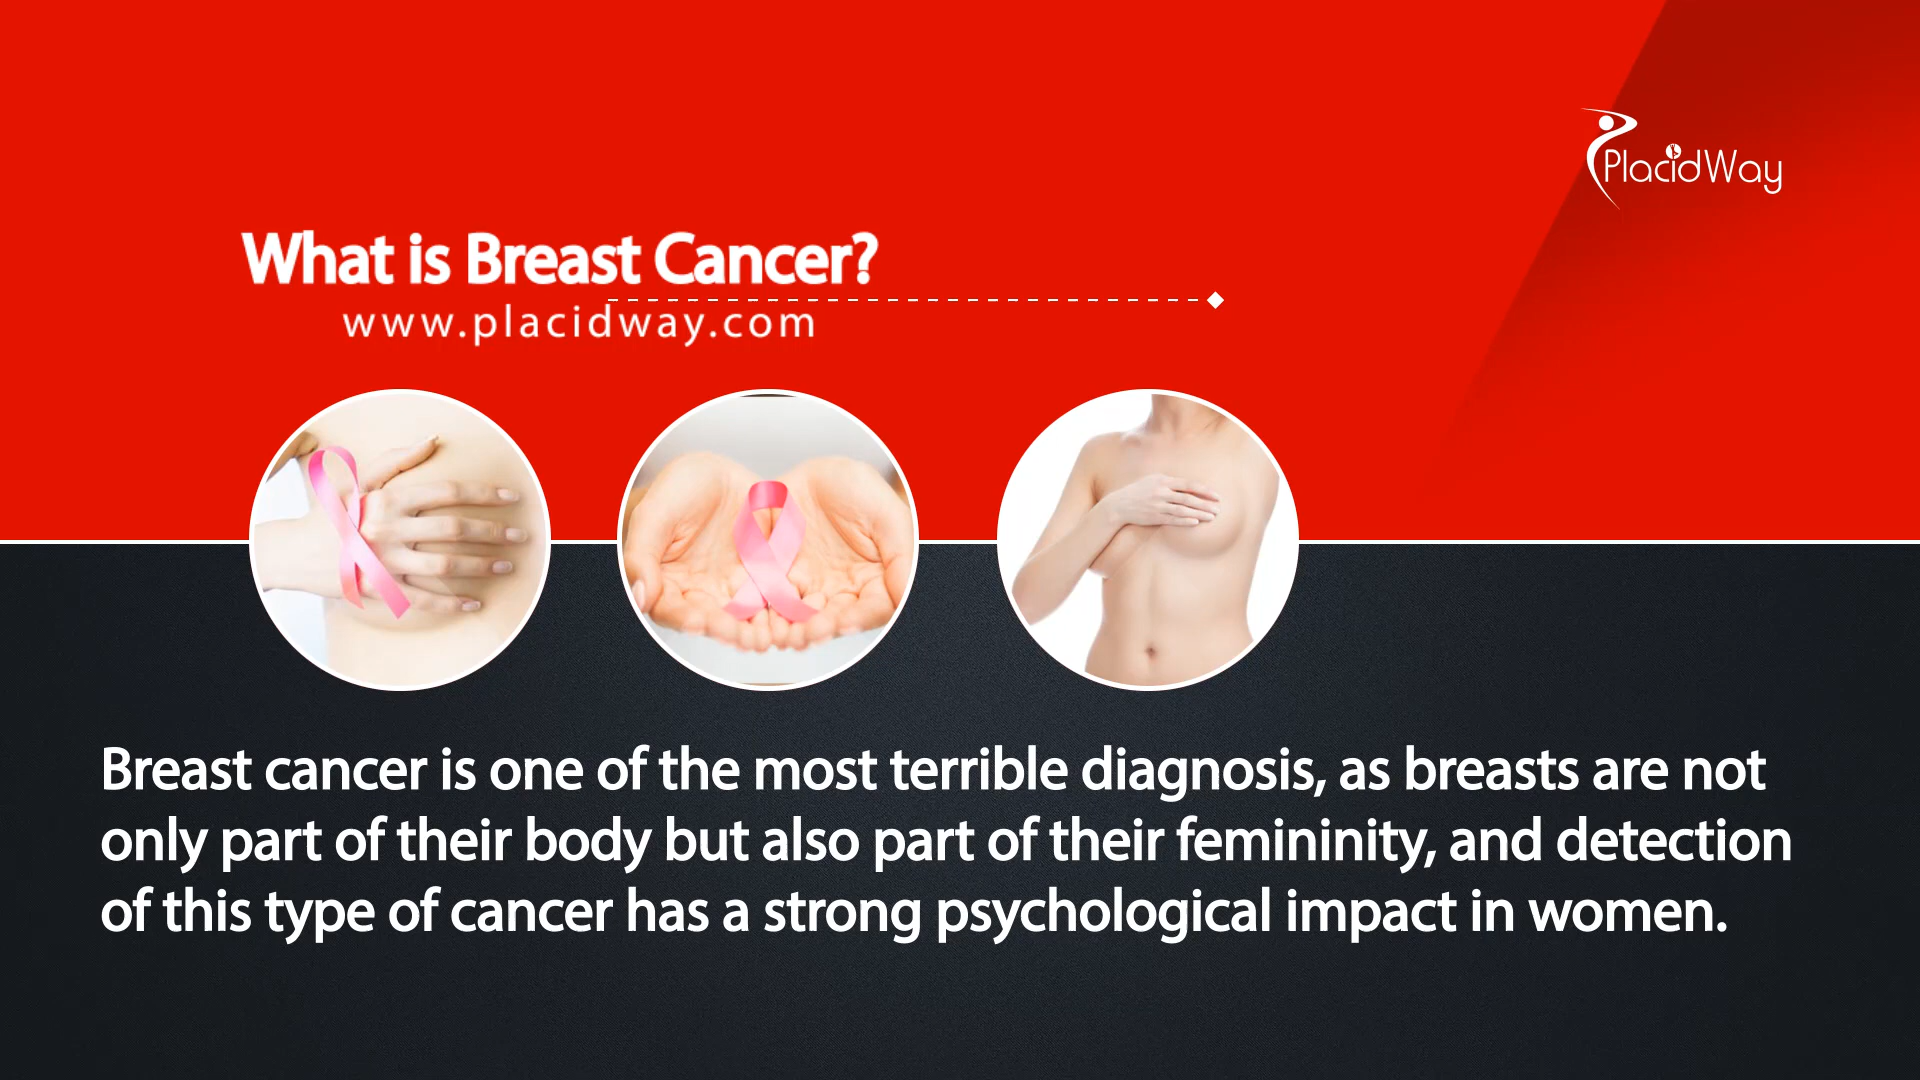 PlacidWay
What is Breast Cancer?
www.placidway.com
Breast cancer is one of the most terrible diagnosis, as breasts are not
only part of their body but also part of their femininity, and detection
of this type of cancer has a strong psychological impact in women.